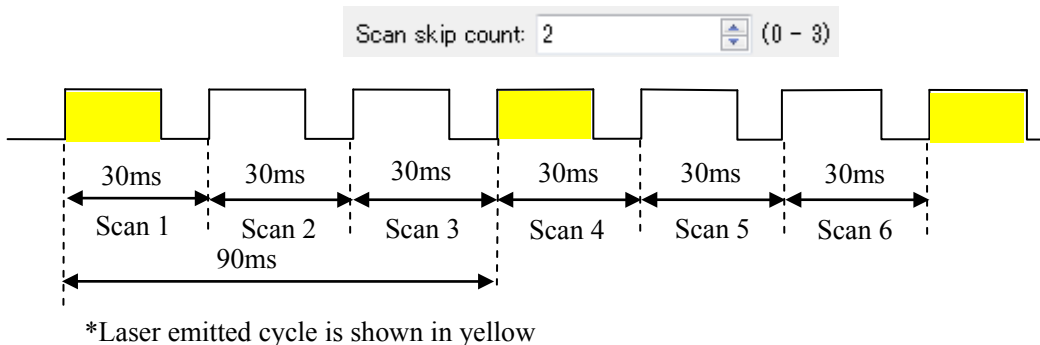 Scan skip count: 2 (0 - 3)
30ms 30ms 30ms 30ms 30ms 30ms
Scan 1 Scan 2 Scan 3 Scan 4 Scan 5 Scan 6
90ms
*Laser emitted cycle is shown in yellow